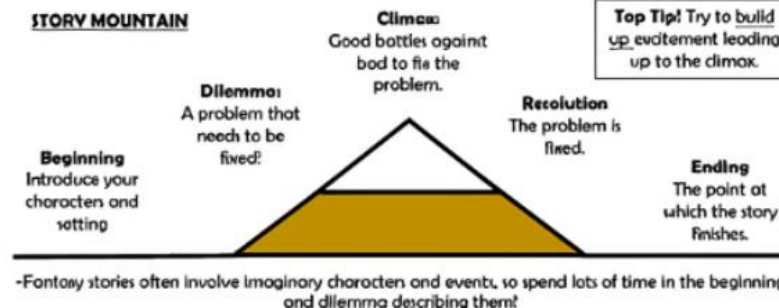 STORY MOUNTAIN
Climax:
Good battles against
bad to fix the
problem.
Top Tip! Try to build
up excitement leading
up to the climax.
Dilemma:
A problem that
needs to be
fixed!
Resolution
The problem is
fixed.
Beginning
Introduce your
characters and
setting
Ending
The point at
which the story
finishes.
-Fantasy stories often involve imaginary characters and events, so spend lots of time in the beginning
and dilemma describing them!